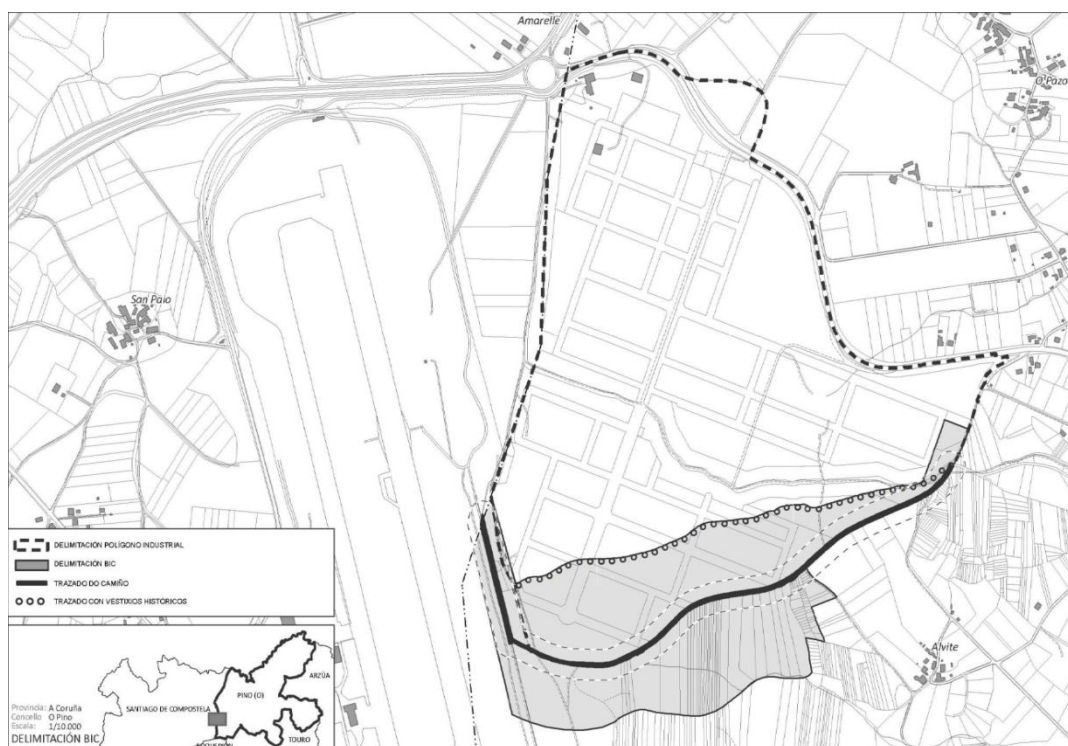 Amarelle
O Pazo
San Paio
DELIMITACIÓN POLÍGONO INDUSTRIAL
DELIMITACIÓN BIC
TRAZADO DO CAMIÑO
TRAZADO CON VESTIXIOS HISTÓRICOS
Alvite
ARZÚA
PINO (O)
SANTIAGO DE COMPOSTELA
TOURO
Provincia: A Coruña
Concello O Pino
Escala: 1/10.000
DELIMITACIÓN BIC